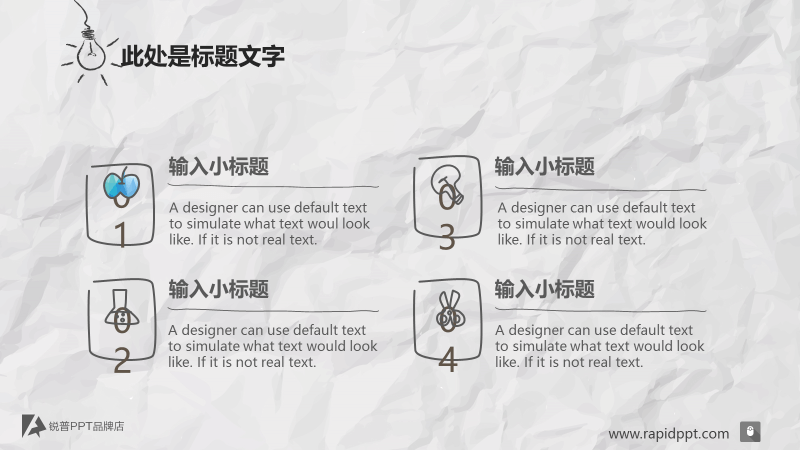 此处是标题文字
输入小标题
0
1
A designer can use default text
to simulate what text woul look
like. If it is not real text.
输入小标题
0
3
A designer can use default text
to simulate what text would look
like. If it is not real text.
输入小标题
0
2
A designer can use default text
to simulate what text would look
like. If it is not real text.
输入小标题
0
4
A designer can use default text
to simulate what text would look
like. If it is not real text.
锐普PPT品牌店
www.rapidppt.com